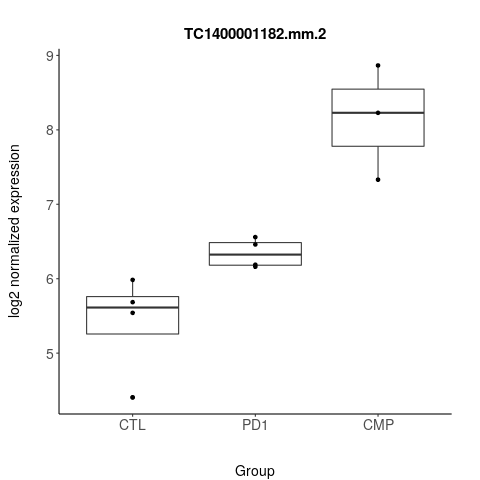 TC1400001182.mm.2
log2 normalized expression
9
8
7
6
5
CTL
PD1
CMP
Group